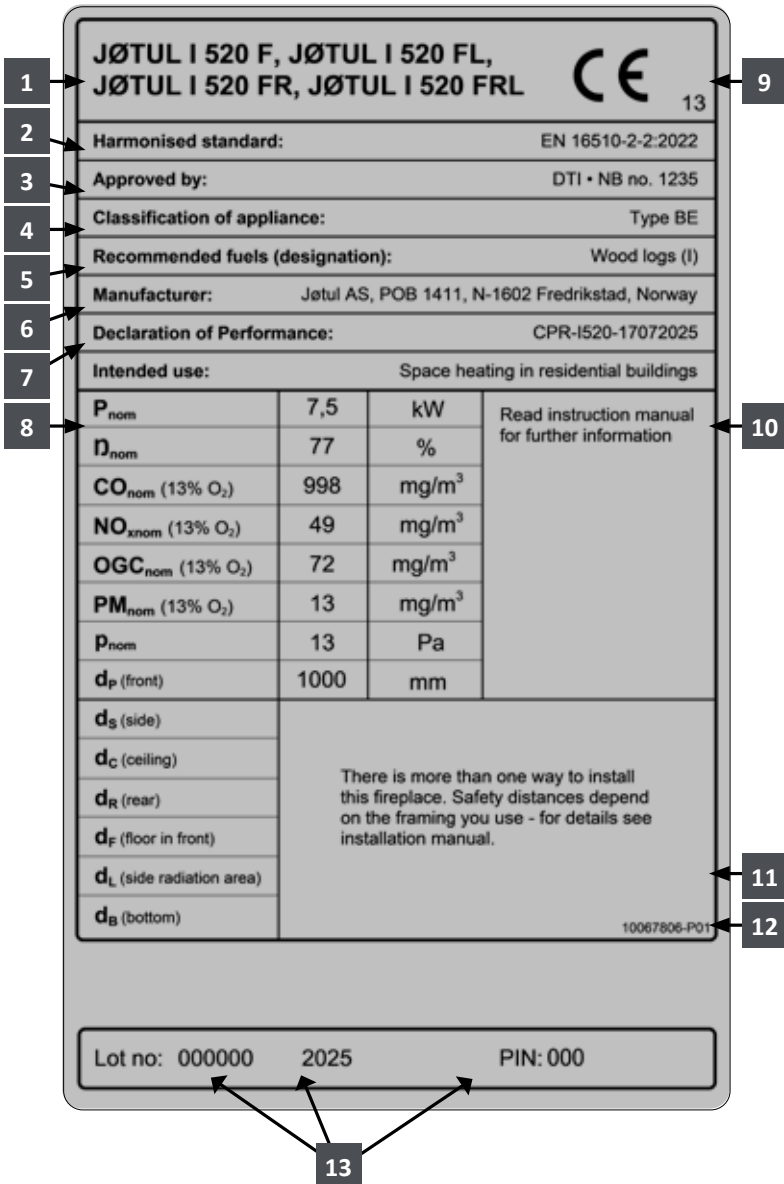 JØTUL I 520 F, JØTUL I 520 FL,
JØTUL I 520 FR, JØTUL I 520 FRL
CE
13
Harmonised standard: EN 16510-2-2:2022
Approved by: DTI • NB no. 1235
Classification of appliance: Type BE
Recommended fuels (designation): Wood logs (I)
Manufacturer: Jøtul AS, POB 1411, N-1602 Fredrikstad, Norway
Declaration of Performance: CPR-I520-17072025
Intended use: Space heating in residential buildings
Pnom 7,5 kW
ηnom 77 %
COnom (13% O₂) 998 mg/m³
NOxnom (13% O₂) 49 mg/m³
OGCnom (13% O₂) 72 mg/m³
PMnom (13% O₂) 13 mg/m³
pnom 13 Pa
dP (front) 1000 mm
Read instruction manual
for further information
dS (side)
dC (ceiling)
dR (rear)
dF (floor in front)
dL (side radiation area)
dB (bottom)
There is more than one way to install
this fireplace. Safety distances depend
on the framing you use - for details see
installation manual.
10067806-P01
Lot no: 000000 2025 PIN: 000
1
2
3
4
5
6
7
8
9
10
11
12
13